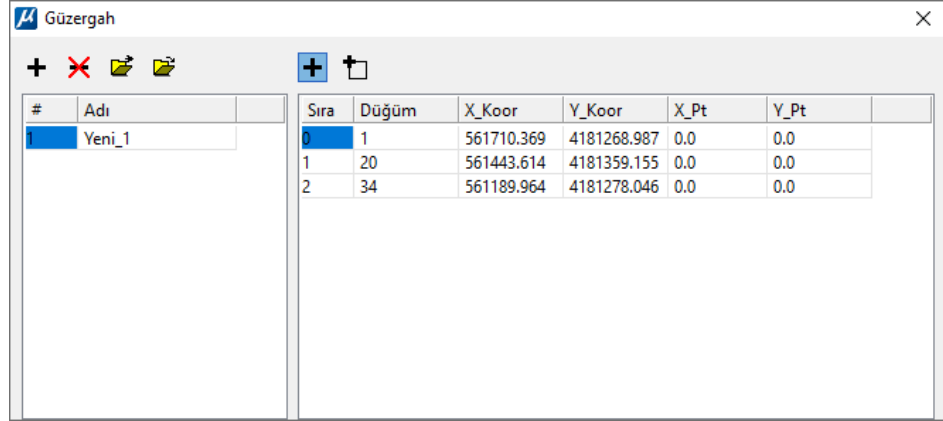 Güzergah
# Adı
1 Yeni_1
Sıra Düğüm X_Koor Y_Koor X_Pt Y_Pt
0 1 561710.369 4181268.987 0.0 0.0
1 20 561443.614 4181359.155 0.0 0.0
2 34 561189.964 4181278.046 0.0 0.0